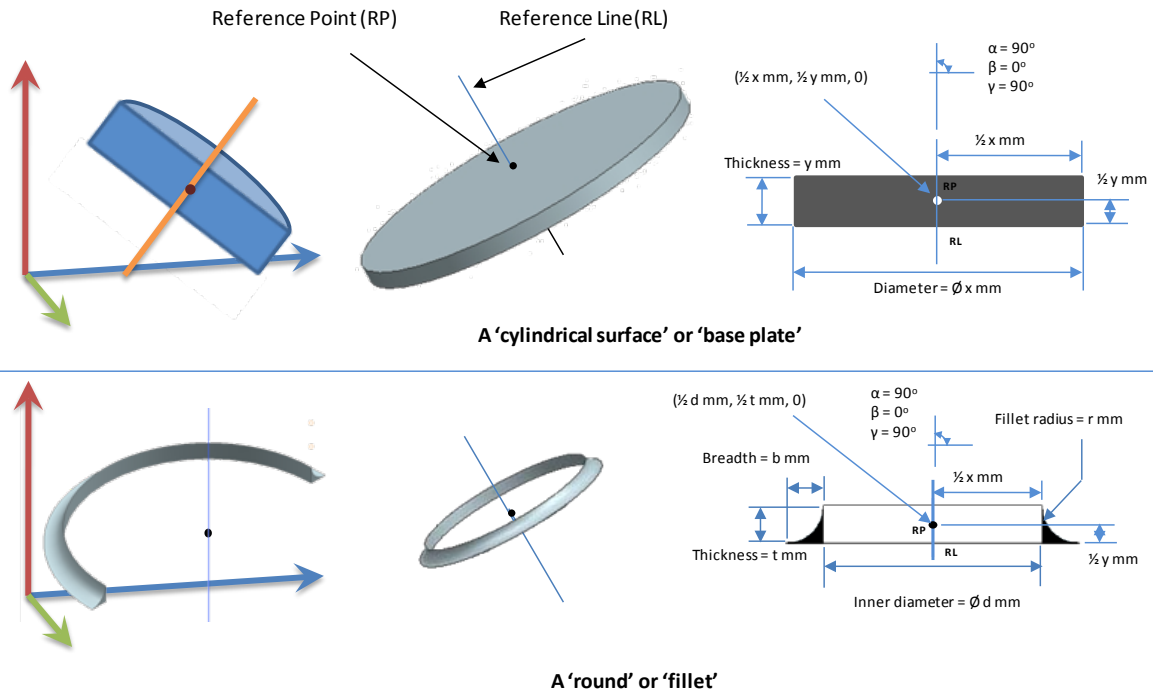 Reference Point (RP)
Reference Line(RL)
α = 90°
β = 0°
γ = 90°
(½ x mm, ½ y mm, 0)
½ x mm
Thickness = y mm
RP
½ y mm
RL
Diameter = Ø x mm
A ‘cylindrical surface’ or ‘base plate’
α = 90°
β = 0°
γ = 90°
(½ d mm, ½ t mm, 0)
Fillet radius = r mm
Breadth = b mm
½ x mm
RP
Thickness = t mm
RL
½ y mm
Inner diameter = Ø d mm
A ‘round’ or ‘fillet’